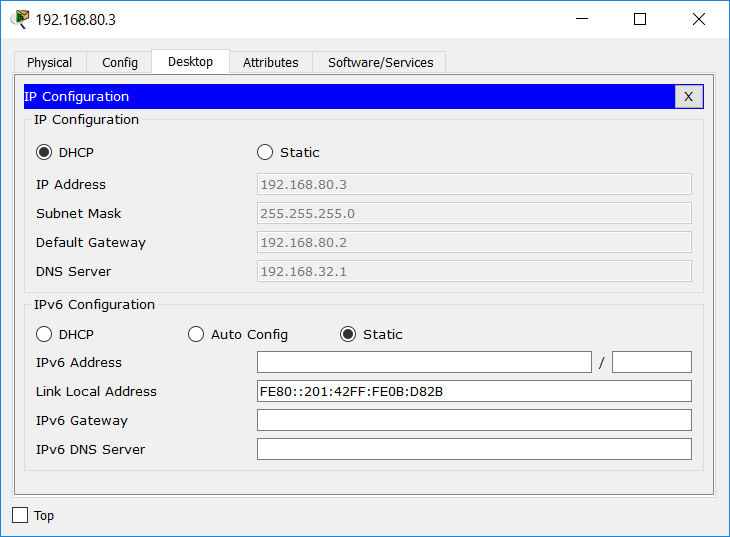 192.168.80.3
Physical Config Desktop Attributes Software/Services
IP Configuration X
IP Configuration
DHCP Static
IP Address 192.168.80.3
Subnet Mask 255.255.255.0
Default Gateway 192.168.80.2
DNS Server 192.168.32.1
IPv6 Configuration
DHCP Auto Config Static
IPv6 Address /
Link Local Address FE80::201:42FF:FE0B:D82B
IPv6 Gateway
IPv6 DNS Server
Top